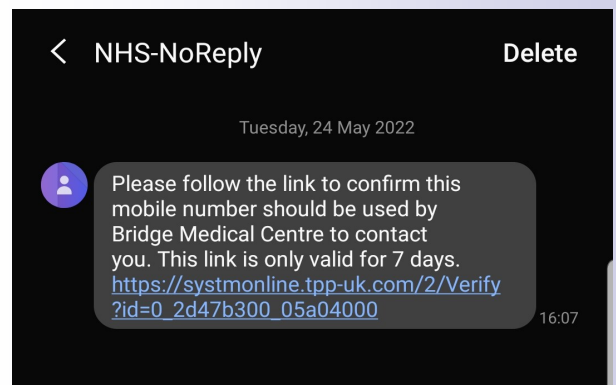 NHS-NoReply Delete
Tuesday, 24 May 2022
Please follow the link to confirm this
mobile number should be used by
Bridge Medical Centre to contact
you. This link is only valid for 7 days.
https://systmonline.tpp-uk.com/2/Verify
?id=0_2d47b300_05a04000
16:07